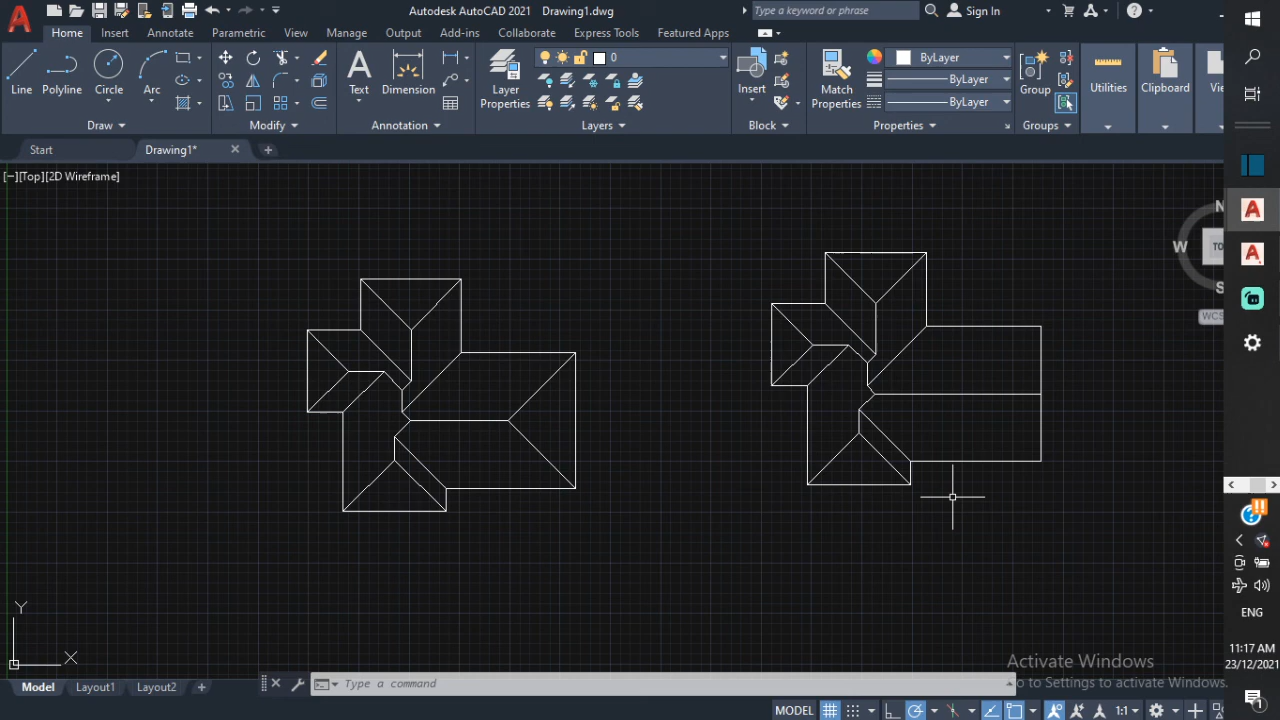 Autodesk AutoCAD 2021 Drawing1.dwg
Type a keyword or phrase
Sign In
Home Insert Annotate Parametric View Manage Output Add-ins Collaborate Express Tools Featured Apps
Line Polyline Circle Arc
Text Dimension
Layer Properties
0
Insert
Match Properties
ByLayer
ByLayer
ByLayer
Group
Utilities
Clipboard
Draw Modify Annotation Layers Block Properties Groups
Start Drawing1*
[−][Top][2D Wireframe]
N
W
S
WCS
Y
X
Type a command
Activate Windows
o to Settings to activate Windows.
Model Layout1 Layout2
MODEL
1:1
ENG
11:17 AM
23/12/2021
1